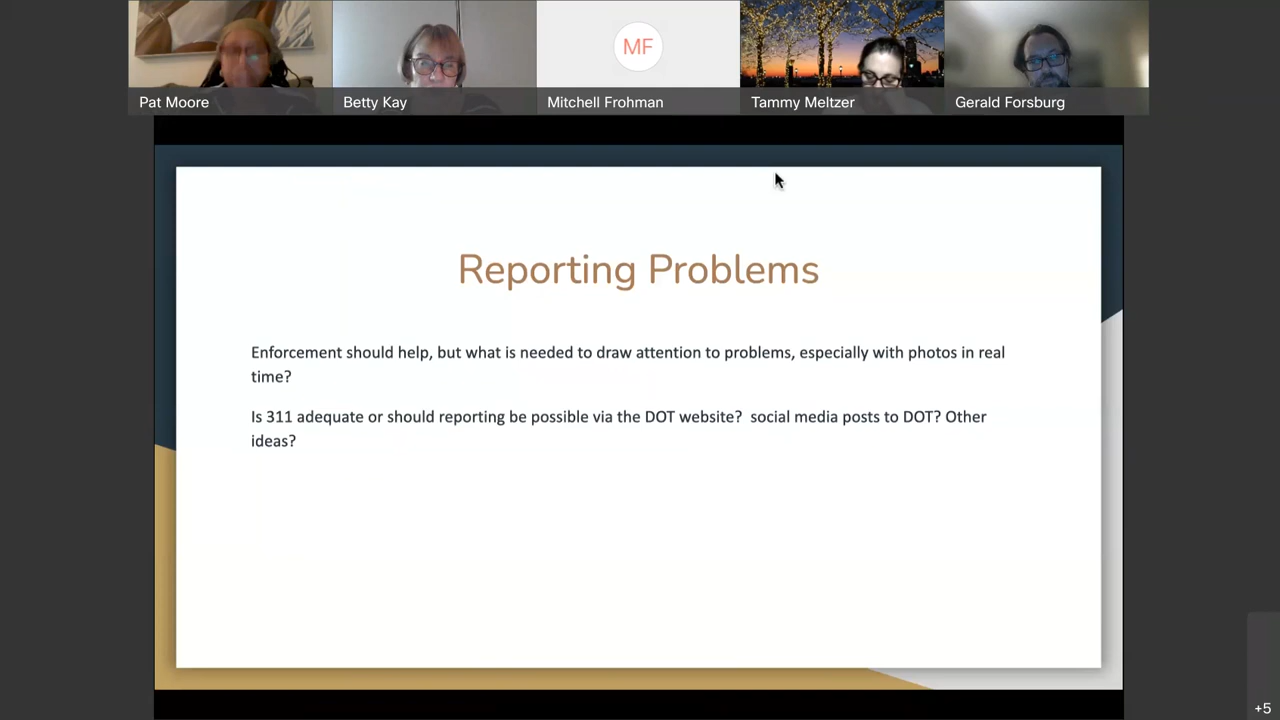 MF
Pat Moore
Betty Kay
Mitchell Frohman
Tammy Meltzer
Gerald Forsburg
Reporting Problems
Enforcement should help, but what is needed to draw attention to problems, especially with photos in real
time?
Is 311 adequate or should reporting be possible via the DOT website?  social media posts to DOT? Other
ideas?
+5